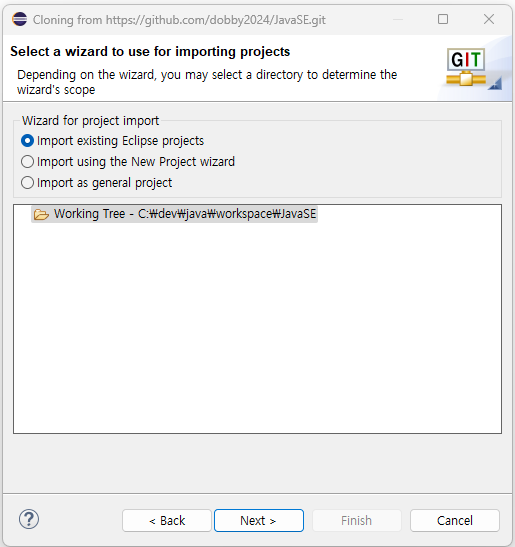 Cloning from https://github.com/dobby2024/JavaSE.git
Select a wizard to use for importing projects
Depending on the wizard, you may select a directory to determine the
wizard's scope
GIT
Wizard for project import
Import existing Eclipse projects
Import using the New Project wizard
Import as general project
Working Tree - C:₩dev₩java₩workspace₩JavaSE
?
< Back
Next >
Finish
Cancel